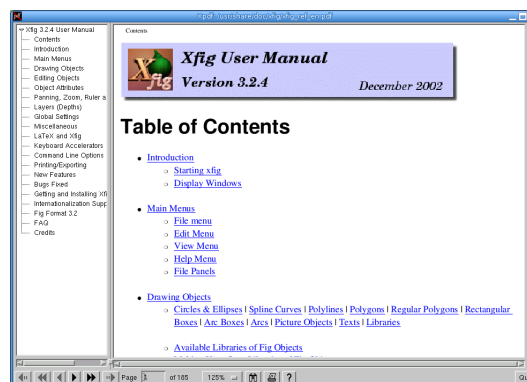 Xpdf: /usr/share/doc/xfig/xfig_ref_en.pdf
Xfig 3.2.4 User Manual
Contents
Introduction
Main Menus
Drawing Objects
Editing Objects
Object Attributes
Panning, Zoom, Ruler a
Layers (Depths)
Global Settings
Miscellaneous
LaTeX and Xfig
Keyboard Accelerators
Command Line Options
Printing/Exporting
New Features
Bugs Fixed
Getting and Installing Xfi
Internationalization Supp
Fig Format 3.2
FAQ
Credits
Contents
Xfig
Xfig User Manual
Version 3.2.4
December 2002
Table of Contents
Introduction
Starting xfig
Display Windows
Main Menus
File menu
Edit Menu
View Menu
Help Menu
File Panels
Drawing Objects
Circles & Ellipses | Spline Curves | Polylines | Polygons | Regular Polygons | Rectangular
Boxes | Arc Boxes | Arcs | Picture Objects | Texts | Libraries
Available Libraries of Fig Objects
Page 1 of 165 125% ? Qu